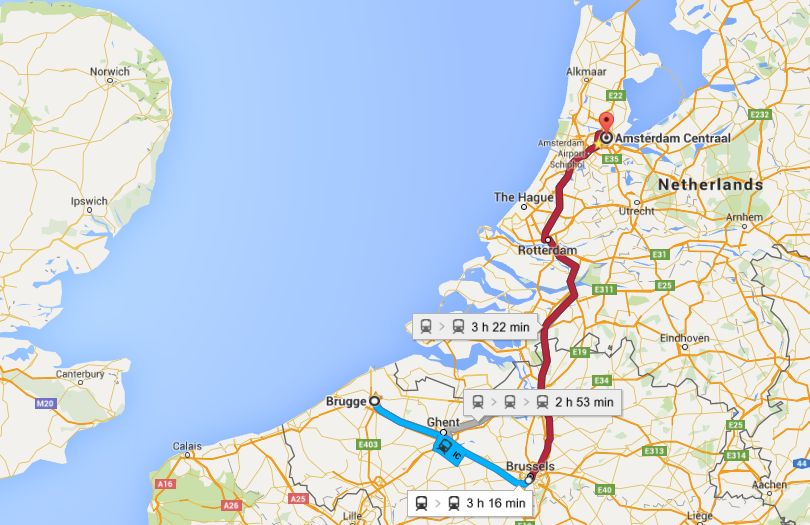 Norwich
Alkmaar
E22
E232
Amsterdam Centraal
Amsterdam
Airport
Schiphol
E35
Netherlands
Ipswich
The Hague
Utrecht
Arnhem
Rotterdam
E31
E311
E25
3 h 22 min
Eindhoven
E19
Canterbury
E34
M20
Brugge
2 h 53 min
Ghent
E25
Calais
E403
IC
E313
E314
44
Brussels
A16
Aachen
E40
A25
A26
3 h 16 min
Lille
Liège